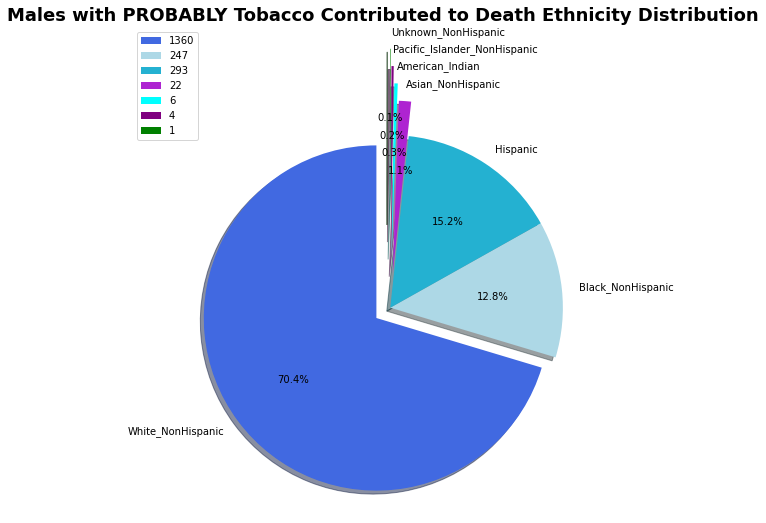 Males with PROBABLY Tobacco Contributed to Death Ethnicity Distribution
1360
247
293
22
6
4
1
Unknown_NonHispanic
Pacific_Islander_NonHispanic
American_Indian
Asian_NonHispanic
0.1%
0.2%
0.3%
1.1%
Hispanic
15.2%
Black_NonHispanic
12.8%
70.4%
White_NonHispanic